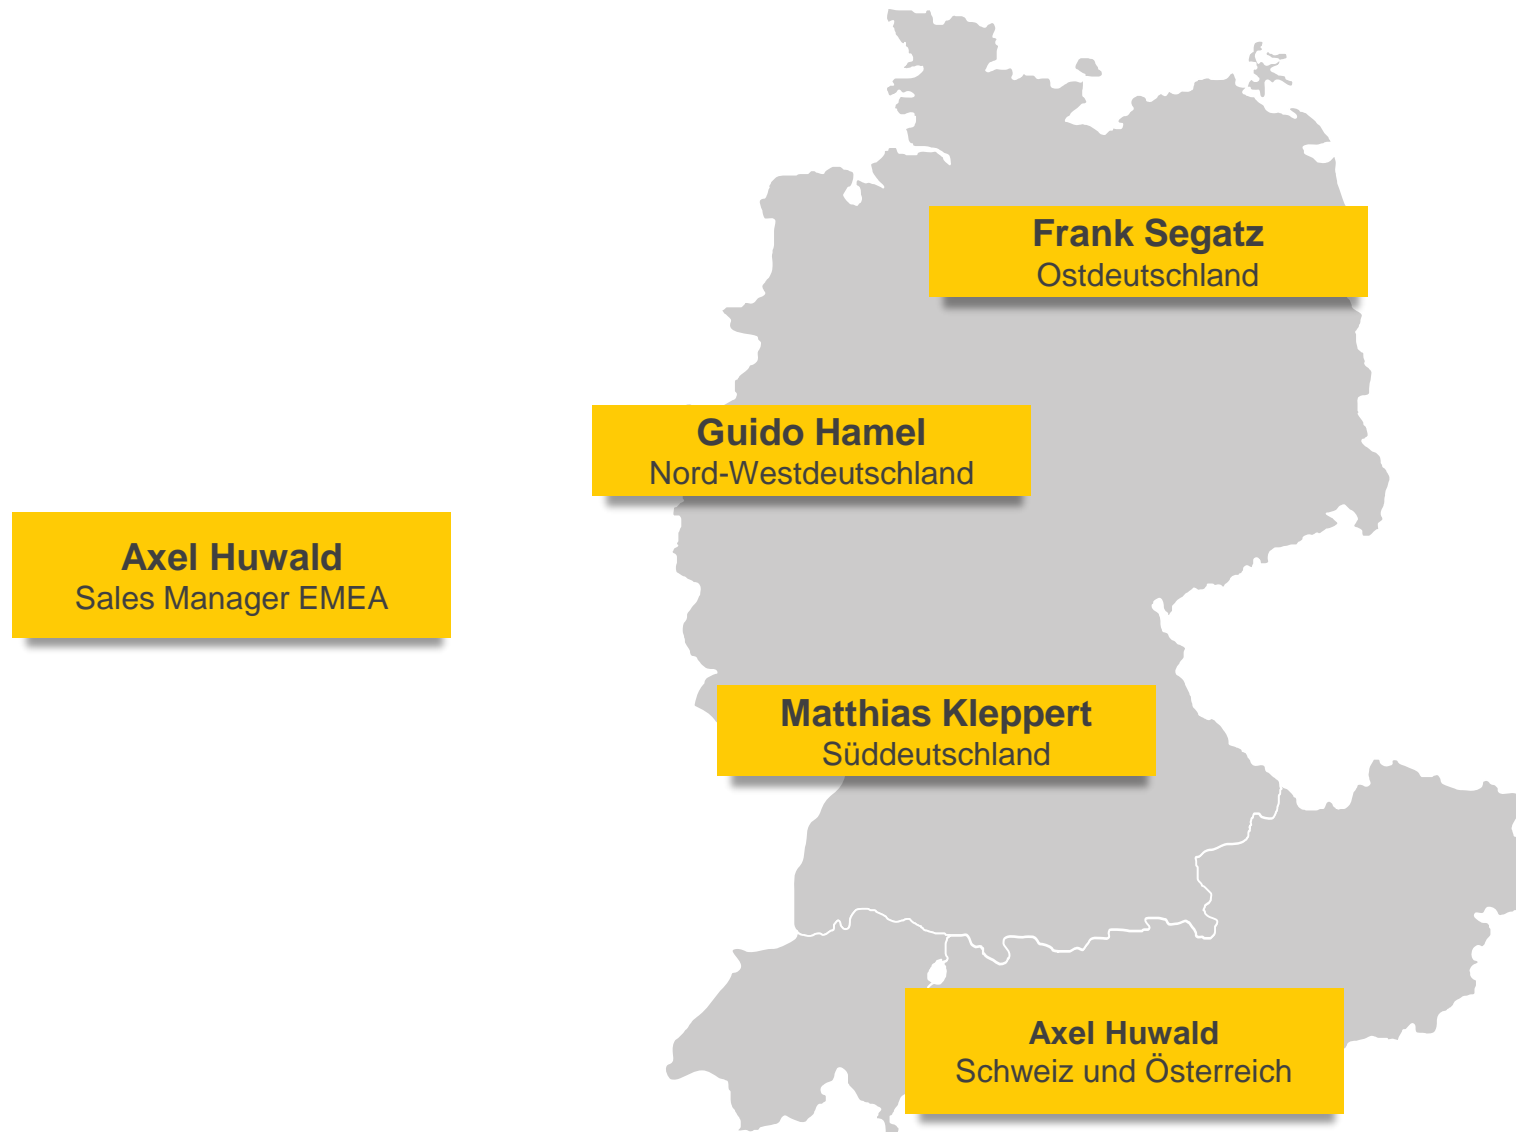 Frank Segatz
Ostdeutschland
Guido Hamel
Nord-Westdeutschland
Axel Huwald
Sales Manager EMEA
Matthias Kleppert
Süddeutschland
Axel Huwald
Schweiz und Österreich